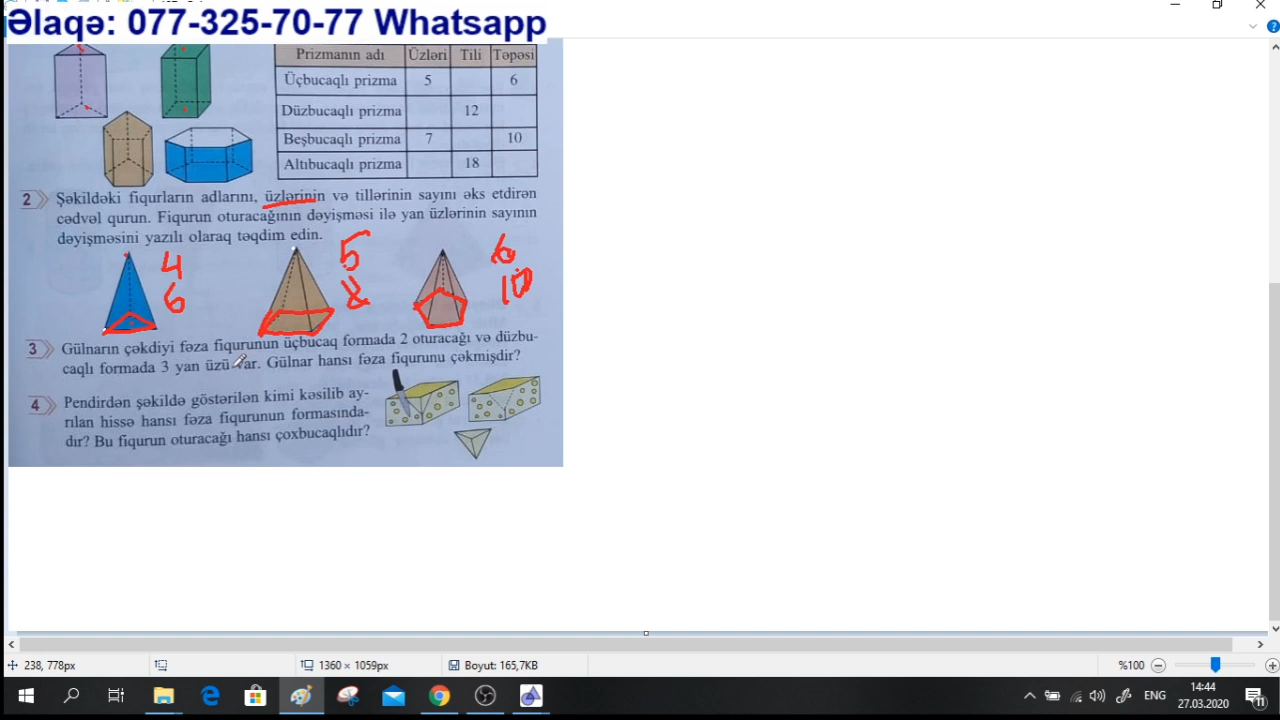 Əlaqə: 077-325-70-77 Whatsapp
Prizmanın adı Üzləri Tili Təpəsi
Üçbucaqlı prizma 5 6
Düzbucaqlı prizma 12
Beşbucaqlı prizma 7 10
Altıbucaqlı prizma 18
2 Şəkildəki fiqurların adlarını, üzlərinin və tillərinin sayını əks etdirən
cədvəl qurun. Fiqurun oturacağının dəyişməsi ilə yan üzlərinin sayının
dəyişməsini yazılı olaraq təqdim edin.
4 5 6
6 8 10
3 Gülnarın çəkdiyi fəza fiqurunun üçbucaq formada 2 oturacağı və düzbu-
caqlı formada 3 yan üzü var. Gülnar hansı fəza fiqurunu çəkmişdir?
4 Pendirdən şəkildə göstərilən kimi kəsilib ay-
rılan hissə hansı fəza fiqurunun formasında-
dır? Bu fiqurun oturacağı hansı çoxbucaqlıdır?
238, 778px 1360 × 1059px Boyut: 165,7KB %100
ENG 14:44
27.03.2020 11